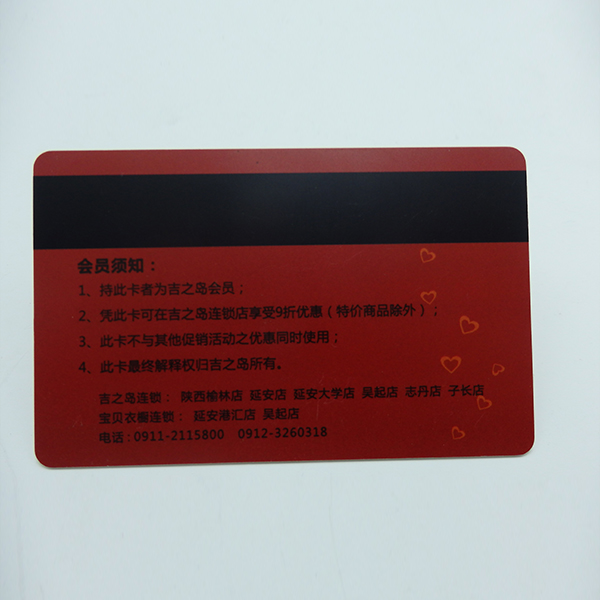 会员须知：
1、持此卡者为吉之岛会员；
2、凭此卡可在吉之岛连锁店享受9折优惠（特价商品除外）；
3、此卡不与其他促销活动之优惠同时使用；
4、此卡最终解释权归吉之岛所有。
吉之岛连锁： 陕西榆林店 延安店 延安大学店 吴起店 志丹店 子长店
宝贝衣橱连锁： 延安港汇店 吴起店
电话：0911-2115800 0912-3260318